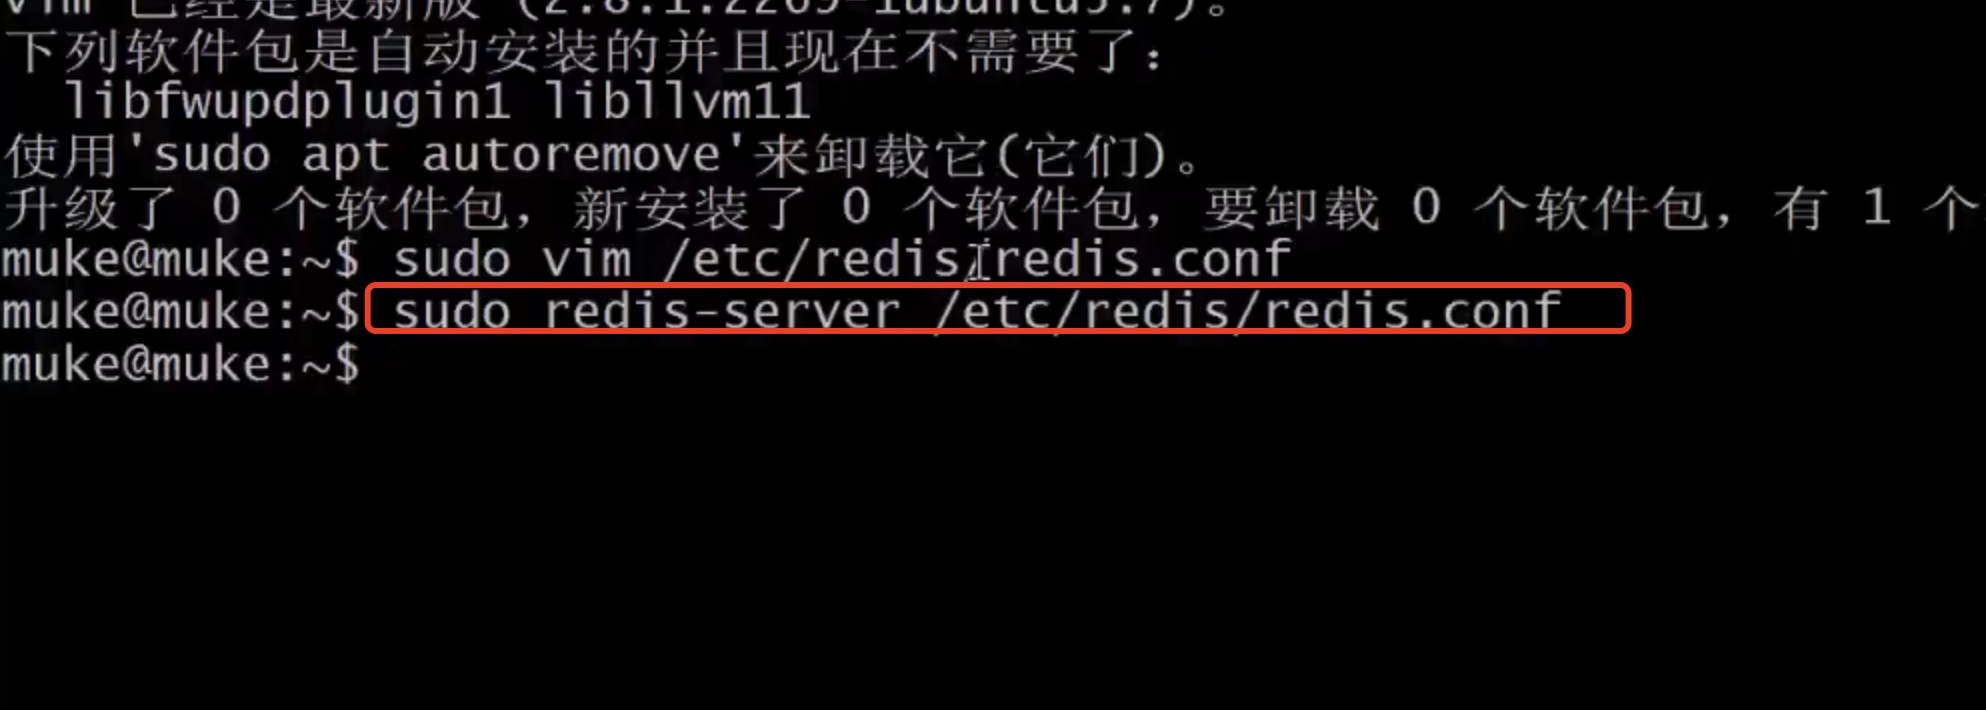 vim 已经是最新版 (2:8.1.2269-1ubuntu5.7)。
下列软件包是自动安装的并且现在不需要了：
libfwupdplugin1 libllvm11
使用'sudo apt autoremove'来卸载它(它们)。
升级了 0 个软件包，新安装了 0 个软件包，要卸载 0 个软件包，有 1 个
muke@muke:~$ sudo vim /etc/redis/redis.conf
muke@muke:~$ sudo redis-server /etc/redis/redis.conf
muke@muke:~$